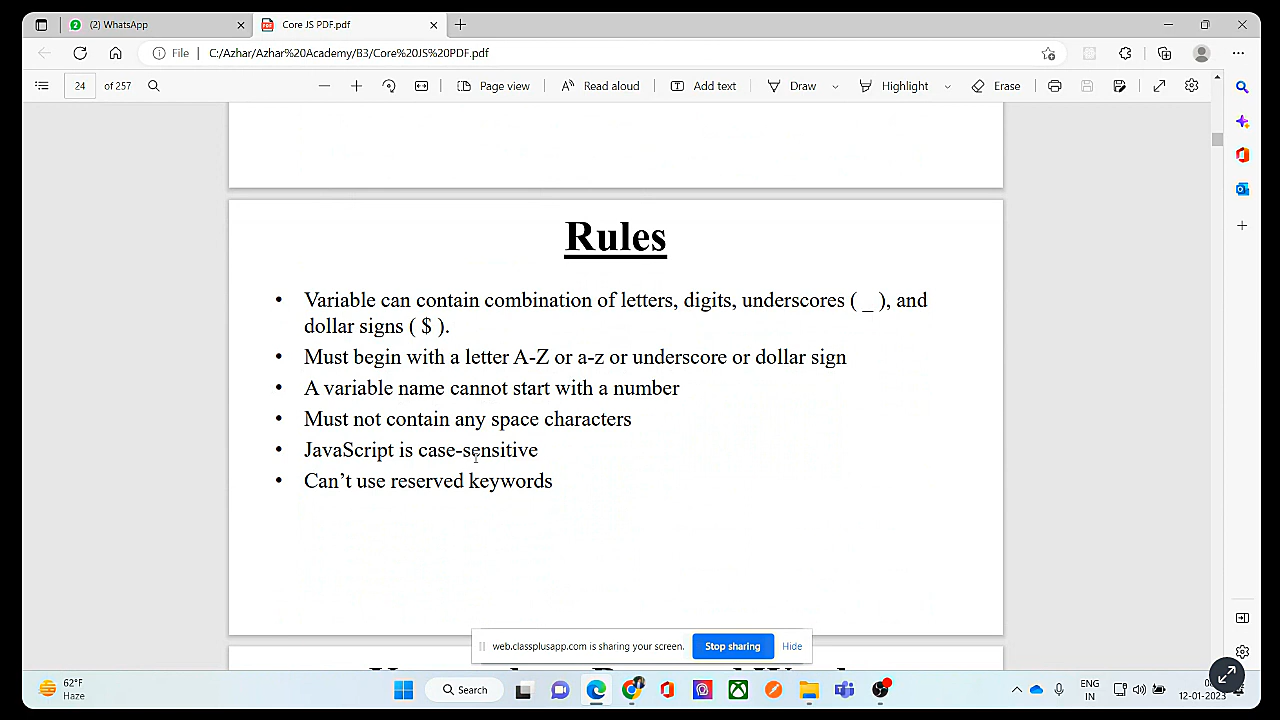 (2) WhatsApp
Core JS PDF.pdf
File
C:/Azhar/Azhar%20Academy/B3/Core%20JS%20PDF.pdf
24 of 257
Page view
Read aloud
Add text
Draw
Highlight
Erase
Rules
• Variable can contain combination of letters, digits, underscores ( _ ), and
dollar signs ( $ ).
• Must begin with a letter A-Z or a-z or underscore or dollar sign
• A variable name cannot start with a number
• Must not contain any space characters
• JavaScript is case-sensitive
• Can’t use reserved keywords
web.classplusapp.com is sharing your screen.
Stop sharing
Hide
62°F
Haze
Search
ENG
IN
12-01-2023